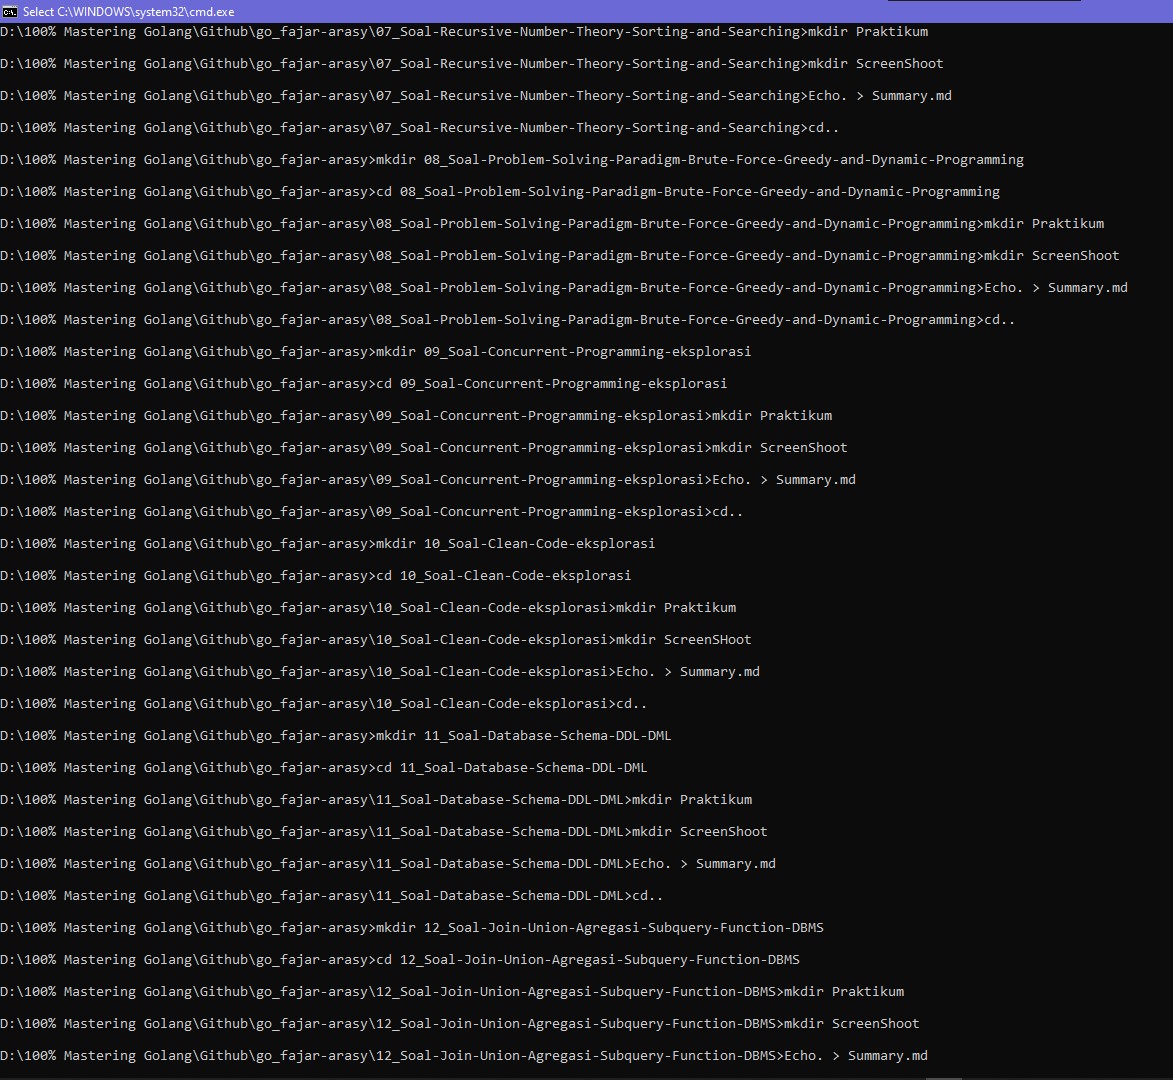 Select C:\WINDOWS\system32\cmd.exe
D:\100% Mastering Golang\Github\go_fajar-arasy\07_Soal-Recursive-Number-Theory-Sorting-and-Searching>mkdir Praktikum
D:\100% Mastering Golang\Github\go_fajar-arasy\07_Soal-Recursive-Number-Theory-Sorting-and-Searching>mkdir ScreenShoot
D:\100% Mastering Golang\Github\go_fajar-arasy\07_Soal-Recursive-Number-Theory-Sorting-and-Searching>Echo. > Summary.md
D:\100% Mastering Golang\Github\go_fajar-arasy\07_Soal-Recursive-Number-Theory-Sorting-and-Searching>cd..
D:\100% Mastering Golang\Github\go_fajar-arasy>mkdir 08_Soal-Problem-Solving-Paradigm-Brute-Force-Greedy-and-Dynamic-Programming
D:\100% Mastering Golang\Github\go_fajar-arasy>cd 08_Soal-Problem-Solving-Paradigm-Brute-Force-Greedy-and-Dynamic-Programming
D:\100% Mastering Golang\Github\go_fajar-arasy\08_Soal-Problem-Solving-Paradigm-Brute-Force-Greedy-and-Dynamic-Programming>mkdir Praktikum
D:\100% Mastering Golang\Github\go_fajar-arasy\08_Soal-Problem-Solving-Paradigm-Brute-Force-Greedy-and-Dynamic-Programming>mkdir ScreenShoot
D:\100% Mastering Golang\Github\go_fajar-arasy\08_Soal-Problem-Solving-Paradigm-Brute-Force-Greedy-and-Dynamic-Programming>Echo. > Summary.md
D:\100% Mastering Golang\Github\go_fajar-arasy\08_Soal-Problem-Solving-Paradigm-Brute-Force-Greedy-and-Dynamic-Programming>cd..
D:\100% Mastering Golang\Github\go_fajar-arasy>mkdir 09_Soal-Concurrent-Programming-eksplorasi
D:\100% Mastering Golang\Github\go_fajar-arasy>cd 09_Soal-Concurrent-Programming-eksplorasi
D:\100% Mastering Golang\Github\go_fajar-arasy\09_Soal-Concurrent-Programming-eksplorasi>mkdir Praktikum
D:\100% Mastering Golang\Github\go_fajar-arasy\09_Soal-Concurrent-Programming-eksplorasi>mkdir ScreenShoot
D:\100% Mastering Golang\Github\go_fajar-arasy\09_Soal-Concurrent-Programming-eksplorasi>Echo. > Summary.md
D:\100% Mastering Golang\Github\go_fajar-arasy\09_Soal-Concurrent-Programming-eksplorasi>cd..
D:\100% Mastering Golang\Github\go_fajar-arasy>mkdir 10_Soal-Clean-Code-eksplorasi
D:\100% Mastering Golang\Github\go_fajar-arasy>cd 10_Soal-Clean-Code-eksplorasi
D:\100% Mastering Golang\Github\go_fajar-arasy\10_Soal-Clean-Code-eksplorasi>mkdir Praktikum
D:\100% Mastering Golang\Github\go_fajar-arasy\10_Soal-Clean-Code-eksplorasi>mkdir ScreenSHoot
D:\100% Mastering Golang\Github\go_fajar-arasy\10_Soal-Clean-Code-eksplorasi>Echo. > Summary.md
D:\100% Mastering Golang\Github\go_fajar-arasy\10_Soal-Clean-Code-eksplorasi>cd..
D:\100% Mastering Golang\Github\go_fajar-arasy>mkdir 11_Soal-Database-Schema-DDL-DML
D:\100% Mastering Golang\Github\go_fajar-arasy>cd 11_Soal-Database-Schema-DDL-DML
D:\100% Mastering Golang\Github\go_fajar-arasy\11_Soal-Database-Schema-DDL-DML>mkdir Praktikum
D:\100% Mastering Golang\Github\go_fajar-arasy\11_Soal-Database-Schema-DDL-DML>mkdir ScreenShoot
D:\100% Mastering Golang\Github\go_fajar-arasy\11_Soal-Database-Schema-DDL-DML>Echo. > Summary.md
D:\100% Mastering Golang\Github\go_fajar-arasy\11_Soal-Database-Schema-DDL-DML>cd..
D:\100% Mastering Golang\Github\go_fajar-arasy>mkdir 12_Soal-Join-Union-Agregasi-Subquery-Function-DBMS
D:\100% Mastering Golang\Github\go_fajar-arasy>cd 12_Soal-Join-Union-Agregasi-Subquery-Function-DBMS
D:\100% Mastering Golang\Github\go_fajar-arasy\12_Soal-Join-Union-Agregasi-Subquery-Function-DBMS>mkdir Praktikum
D:\100% Mastering Golang\Github\go_fajar-arasy\12_Soal-Join-Union-Agregasi-Subquery-Function-DBMS>mkdir ScreenShoot
D:\100% Mastering Golang\Github\go_fajar-arasy\12_Soal-Join-Union-Agregasi-Subquery-Function-DBMS>Echo. > Summary.md